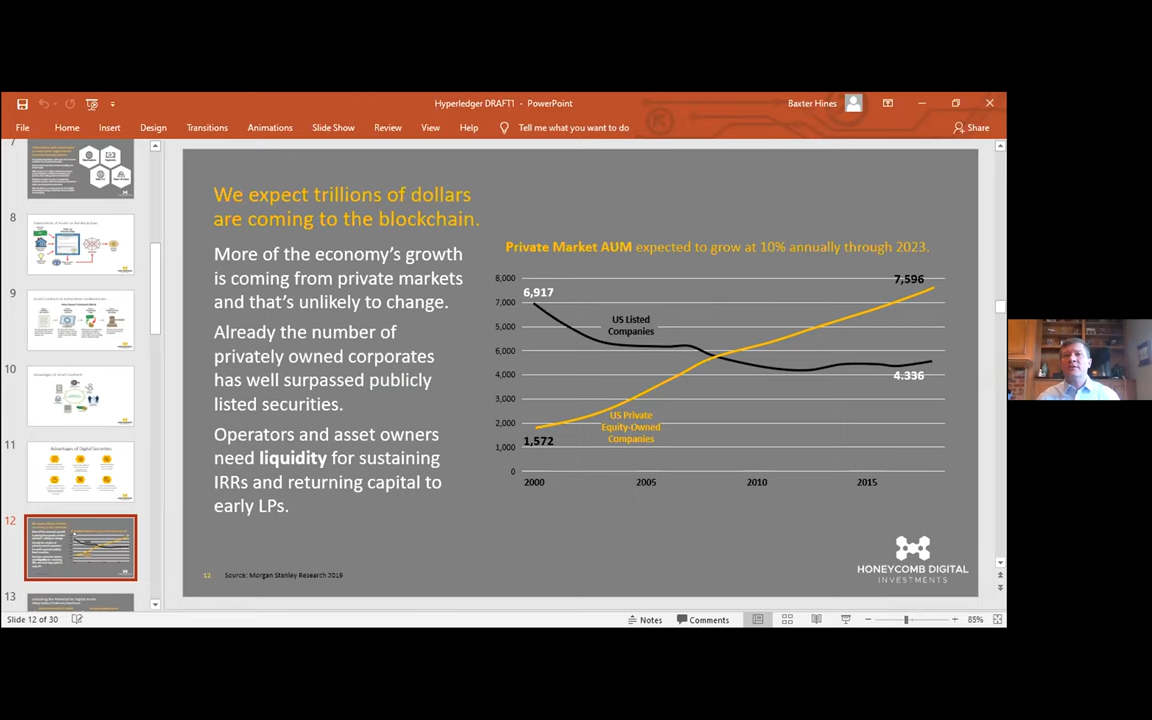 Hyperledger DRAFT1 - PowerPoint
Baxter Hines
File Home Insert Design Transitions Animations Slide Show Review View Help Tell me what you want to do
Share
7
8
9
10
11
Advantages of Digital Securities
12
13
We expect trillions of dollars
are coming to the blockchain.
More of the economy's growth
is coming from private markets
and that's unlikely to change.
Already the number of
privately owned corporates
has well surpassed publicly
listed securities.
Operators and asset owners
need liquidity for sustaining
IRRs and returning capital to
early LPs.
Private Market AUM expected to grow at 10% annually through 2023.
8,000
7,000
5,000
6,000
4,000
3,000
2,000
1,000
0
6,917
US Listed
Companies
7,596
4.336
US Private
Equity-Owned
Companies
1,572
2000 2005 2010 2015
12 Source: Morgan Stanley Research 2019
HONEYCOMB DIGITAL
INVESTMENTS
Slide 12 of 30
Notes
Comments
85%